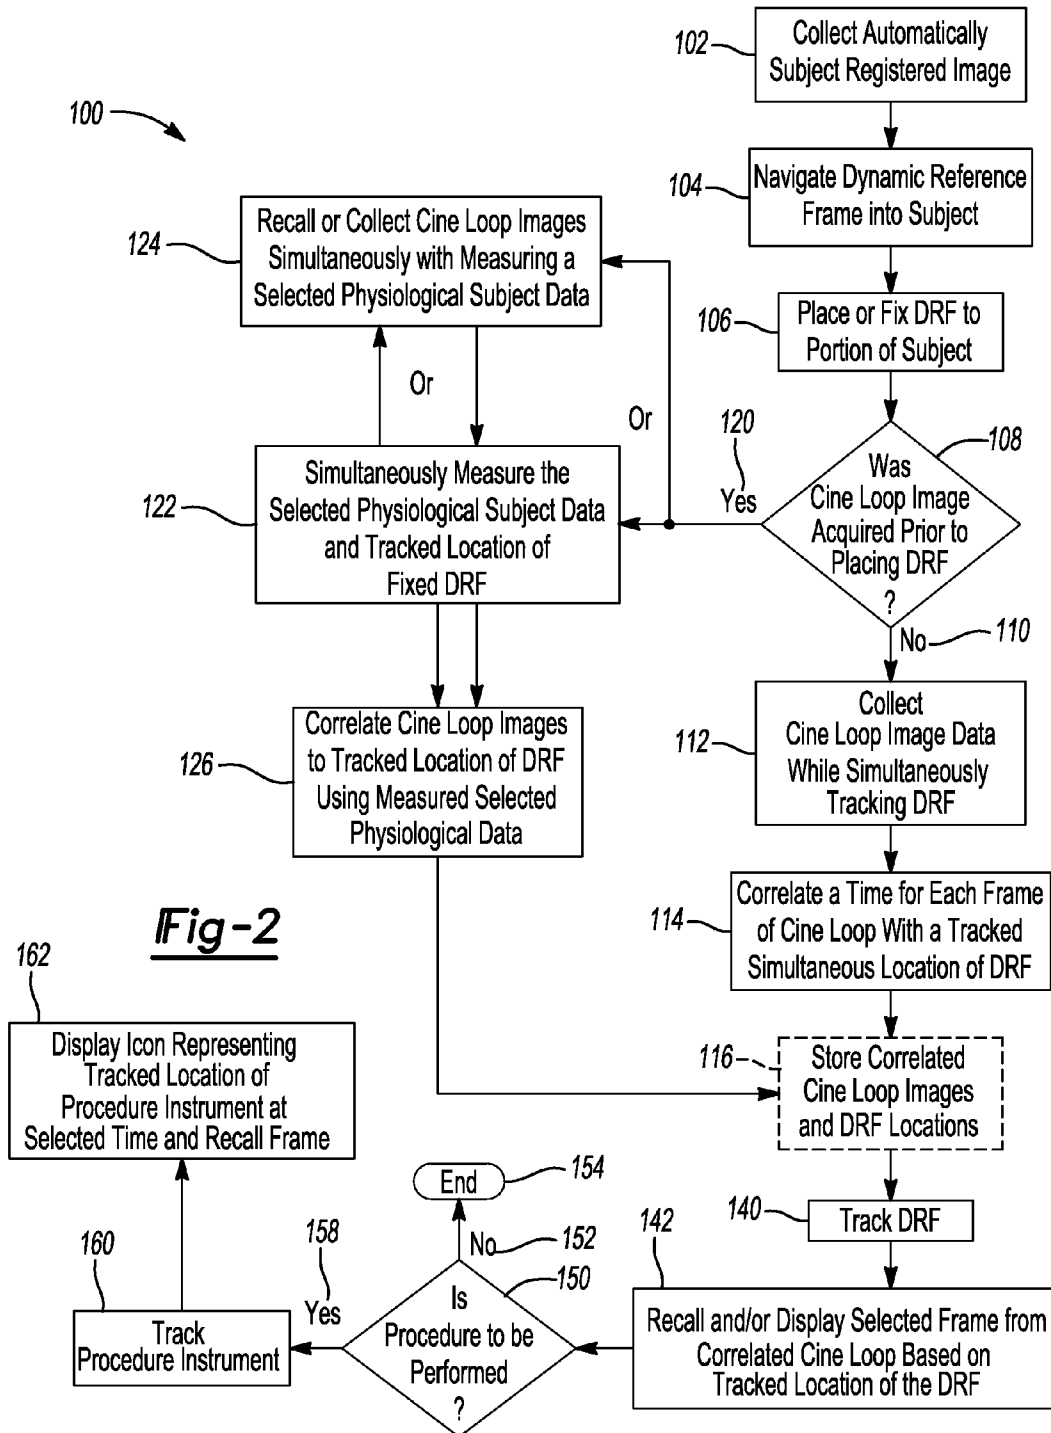 102
Collect Automatically
Subject Registered Image
100
104
Navigate Dynamic Reference
Frame into Subject
124
Recall or Collect Cine Loop Images
Simultaneously with Measuring a
Selected Physiological Subject Data
106
Place or Fix DRF to
Portion of Subject
Or
Or
120
Yes
108
Was
Cine Loop Image
Acquired Prior to
Placing DRF
?
122
Simultaneously Measure the
Selected Physiological Subject Data
and Tracked Location of
Fixed DRF
No
110
112
Collect
Cine Loop Image Data
While Simultaneously
Tracking DRF
126
Correlate Cine Loop Images
to Tracked Location of DRF
Using Measured Selected
Physiological Data
114
Correlate a Time for Each Frame
of Cine Loop With a Tracked
Simultaneous Location of DRF
Fig-2
116
Store Correlated
Cine Loop Images
and DRF Locations
162
Display Icon Representing
Tracked Location of
Procedure Instrument at
Selected Time and Recall Frame
End
154
140
Track DRF
142
Recall and/or Display Selected Frame from
Correlated Cine Loop Based on
Tracked Location of the DRF
No
152
150
Is
Procedure to be
Performed
?
158
Yes
160
Track
Procedure Instrument